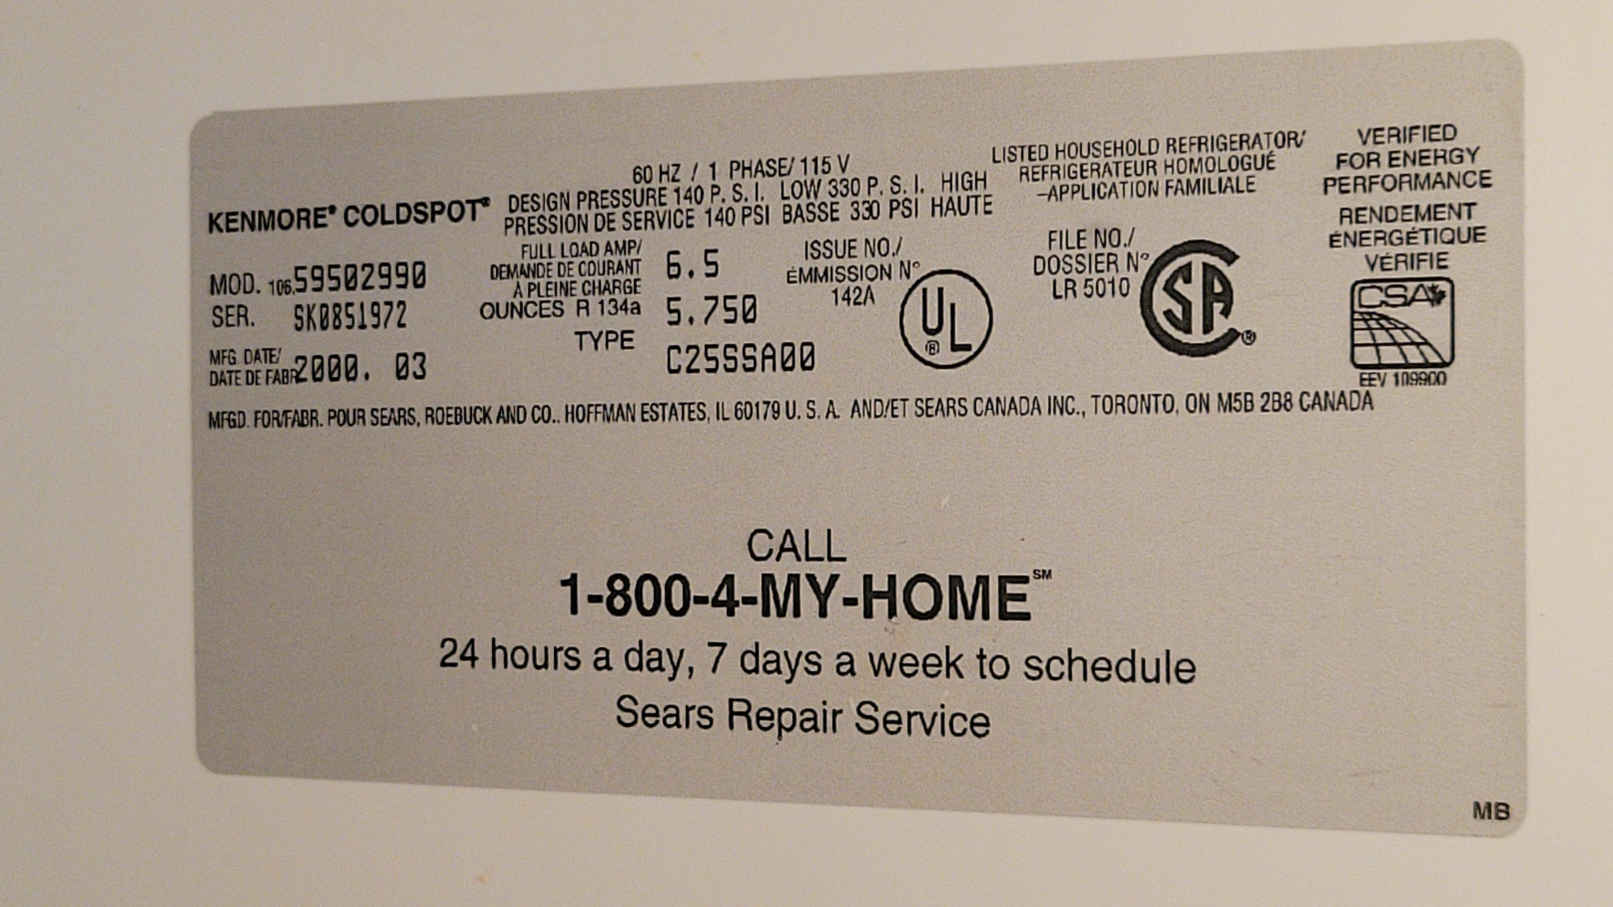 60 HZ / 1 PHASE/ 115 V
KENMORE® COLDSPOT® DESIGN PRESSURE 140 P. S. I. LOW 330 P. S. I. HIGH
PRESSION DE SERVICE 140 PSI BASSE 330 PSI HAUTE
LISTED HOUSEHOLD REFRIGERATOR/
REFRIGERATEUR HOMOLOGUÉ
-APPLICATION FAMILIALE
VERIFIED
FOR ENERGY
PERFORMANCE
RENDEMENT
ÉNERGÉTIQUE
VÉRIFIE
MOD. 106.59502990
SER. SK0851972
MFG DATE/
DATE DE FABR 2000. 03
FULL LOAD AMP/
DEMANDE DE COURANT
À PLEINE CHARGE
6.5
OUNCES R 134a 5.750
TYPE C25SSA00
ISSUE NO./
ÉMMISSION N°
142A
UL®
FILE NO./
DOSSIER N°
LR 5010
SA®
CSA
EEV 109900
MFGD. FOR/FABR. POUR SEARS, ROEBUCK AND CO.. HOFFMAN ESTATES, IL 60179 U. S. A. AND/ET SEARS CANADA INC., TORONTO, ON M5B 2B8 CANADA
CALL
1-800-4-MY-HOME℠
24 hours a day, 7 days a week to schedule
Sears Repair Service
MB